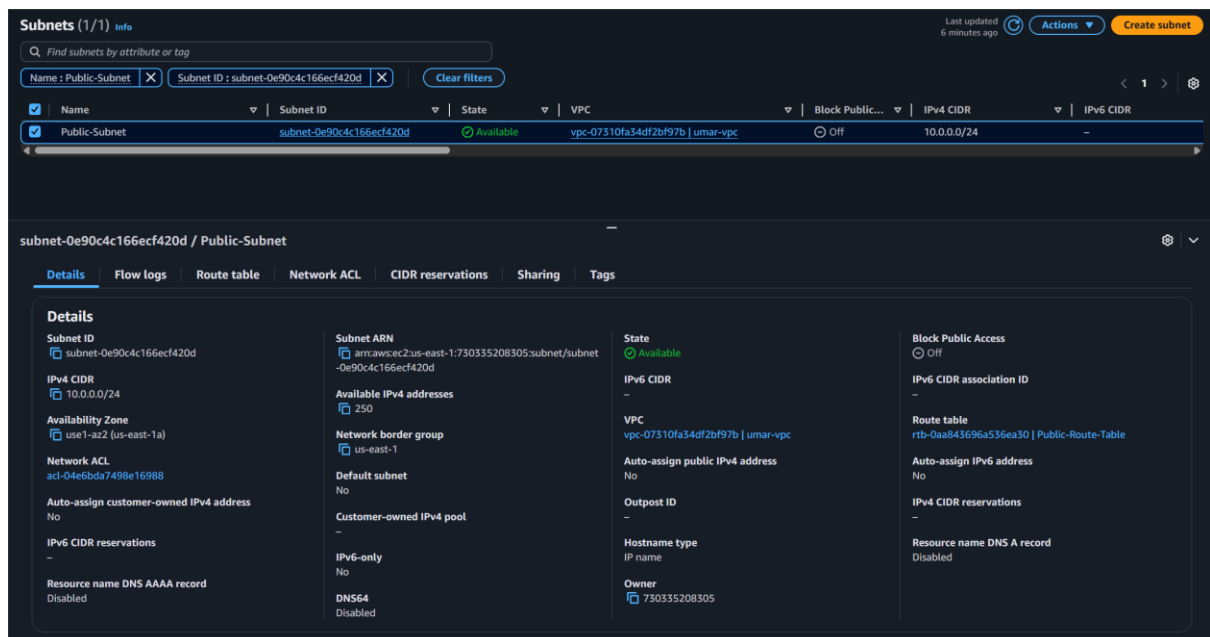 Subnets (1/1) Info
Last updated
6 minutes ago
Actions
Create subnet
Find subnets by attribute or tag
Name : Public-Subnet
Subnet ID : subnet-0e90c4c166ecf420d
Clear filters
1
Name Subnet ID State VPC Block Public... IPv4 CIDR IPv6 CIDR
Public-Subnet subnet-0e90c4c166ecf420d Available vpc-07310fa34df2bf97b | umar-vpc Off 10.0.0.0/24 –
subnet-0e90c4c166ecf420d / Public-Subnet
Details Flow logs Route table Network ACL CIDR reservations Sharing Tags
Details
Subnet ID
subnet-0e90c4c166ecf420d
IPv4 CIDR
10.0.0.0/24
Availability Zone
use1-az2 (us-east-1a)
Network ACL
acl-04e6bda7498e16988
Auto-assign customer-owned IPv4 address
No
IPv6 CIDR reservations
–
Resource name DNS AAAA record
Disabled
Subnet ARN
arn:aws:ec2:us-east-1:730335208305:subnet/subnet
-0e90c4c166ecf420d
Available IPv4 addresses
250
Network border group
us-east-1
Default subnet
No
Customer-owned IPv4 pool
–
IPv6-only
No
DNS64
Disabled
State
Available
IPv6 CIDR
–
VPC
vpc-07310fa34df2bf97b | umar-vpc
Auto-assign public IPv4 address
No
Outpost ID
–
Hostname type
IP name
Owner
730335208305
Block Public Access
Off
IPv6 CIDR association ID
–
Route table
rtb-0aa843696a536ea30 | Public-Route-Table
Auto-assign IPv6 address
No
IPv4 CIDR reservations
–
Resource name DNS A record
Disabled